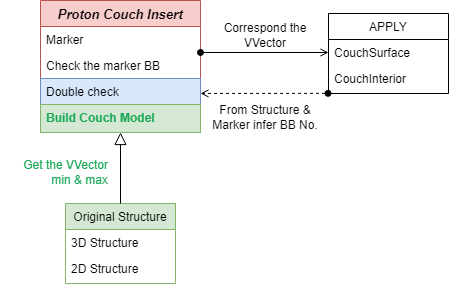 Proton Couch Insert
Marker
Check the marker BB
Double check
Build Couch Model
Correspond the
VVector
APPLY
CouchSurface
CouchInterior
From Structure &
Marker infer BB No.
Get the VVector
min & max
Original Structure
3D Structure
2D Structure